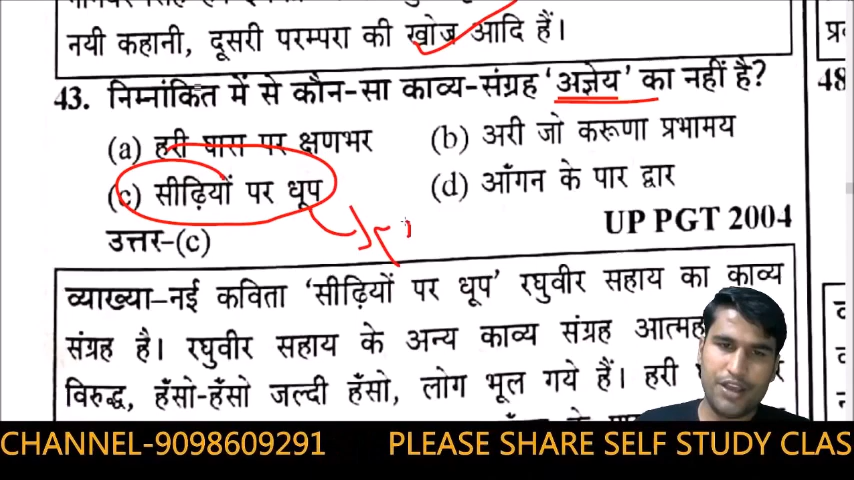 नयी कहानी, दूसरी परम्परा की खोज आदि हैं।
43. निम्नांकित में से कौन-सा काव्य-संग्रह 'अज्ञेय' का नहीं है?
(a) हरी घास पर क्षणभर (b) अरी जो करूणा प्रभामय
(c) सीढ़ियों पर धूप (d) आँगन के पार द्वार
UP PGT 2004
उत्तर-(c)
व्याख्या–नई कविता 'सीढ़ियों पर धूप' रघुवीर सहाय का काव्य
संग्रह है। रघुवीर सहाय के अन्य काव्य संग्रह
विरुद्ध, हँसो-हँसो जल्दी हँसो, लोग भूल गये हैं। हरी
48
CHANNEL-9098609291 PLEASE SHARE SELF STUDY CLAS